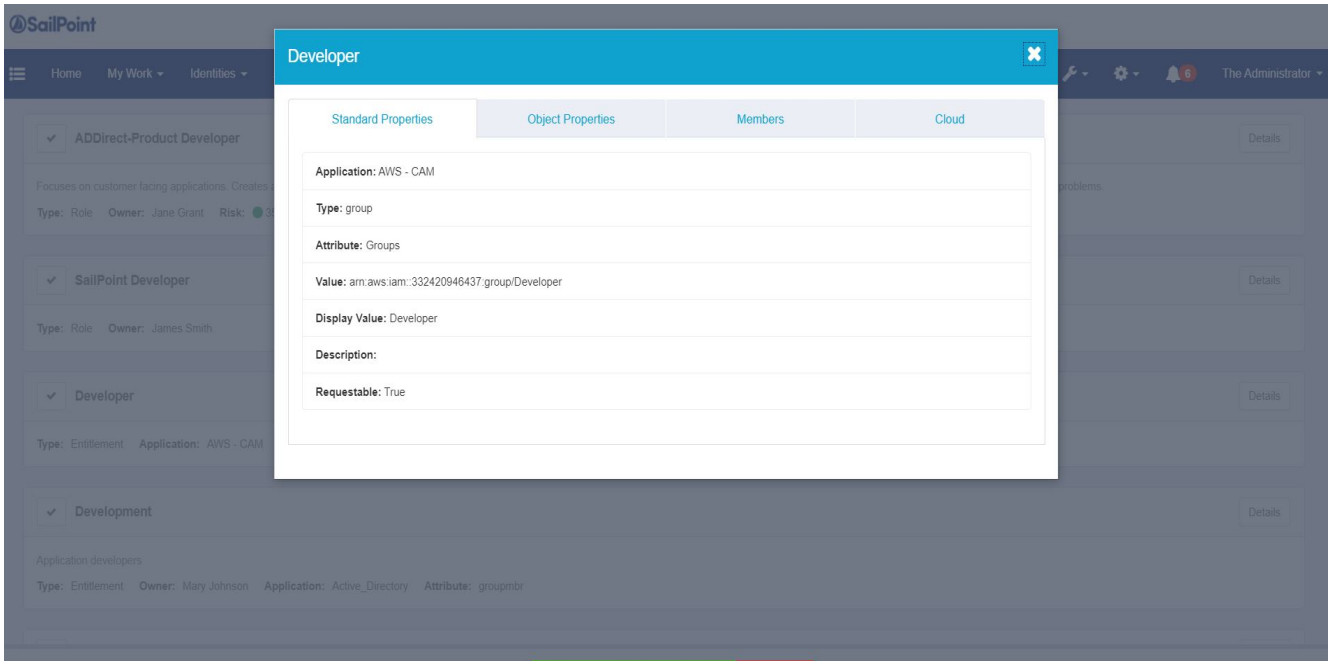 SailPoint
Home My Work Identities
6 The Administrator
Developer
Standard Properties Object Properties Members Cloud
Application: AWS - CAM
Type: group
Attribute: Groups
Value: arn:aws:iam::332420946437:group/Developer
Display Value: Developer
Description:
Requestable: True
ADDirect-Product Developer Details
Focuses on customer facing applications. Creates problems.
Type: Role Owner: Jane Grant Risk: 35
SailPoint Developer Details
Type: Role Owner: James Smith
Developer Details
Type: Entitlement Application: AWS - CAM
Development Details
Application developers
Type: Entitlement Owner: Mary Johnson Application: Active_Directory Attribute: groupmbr